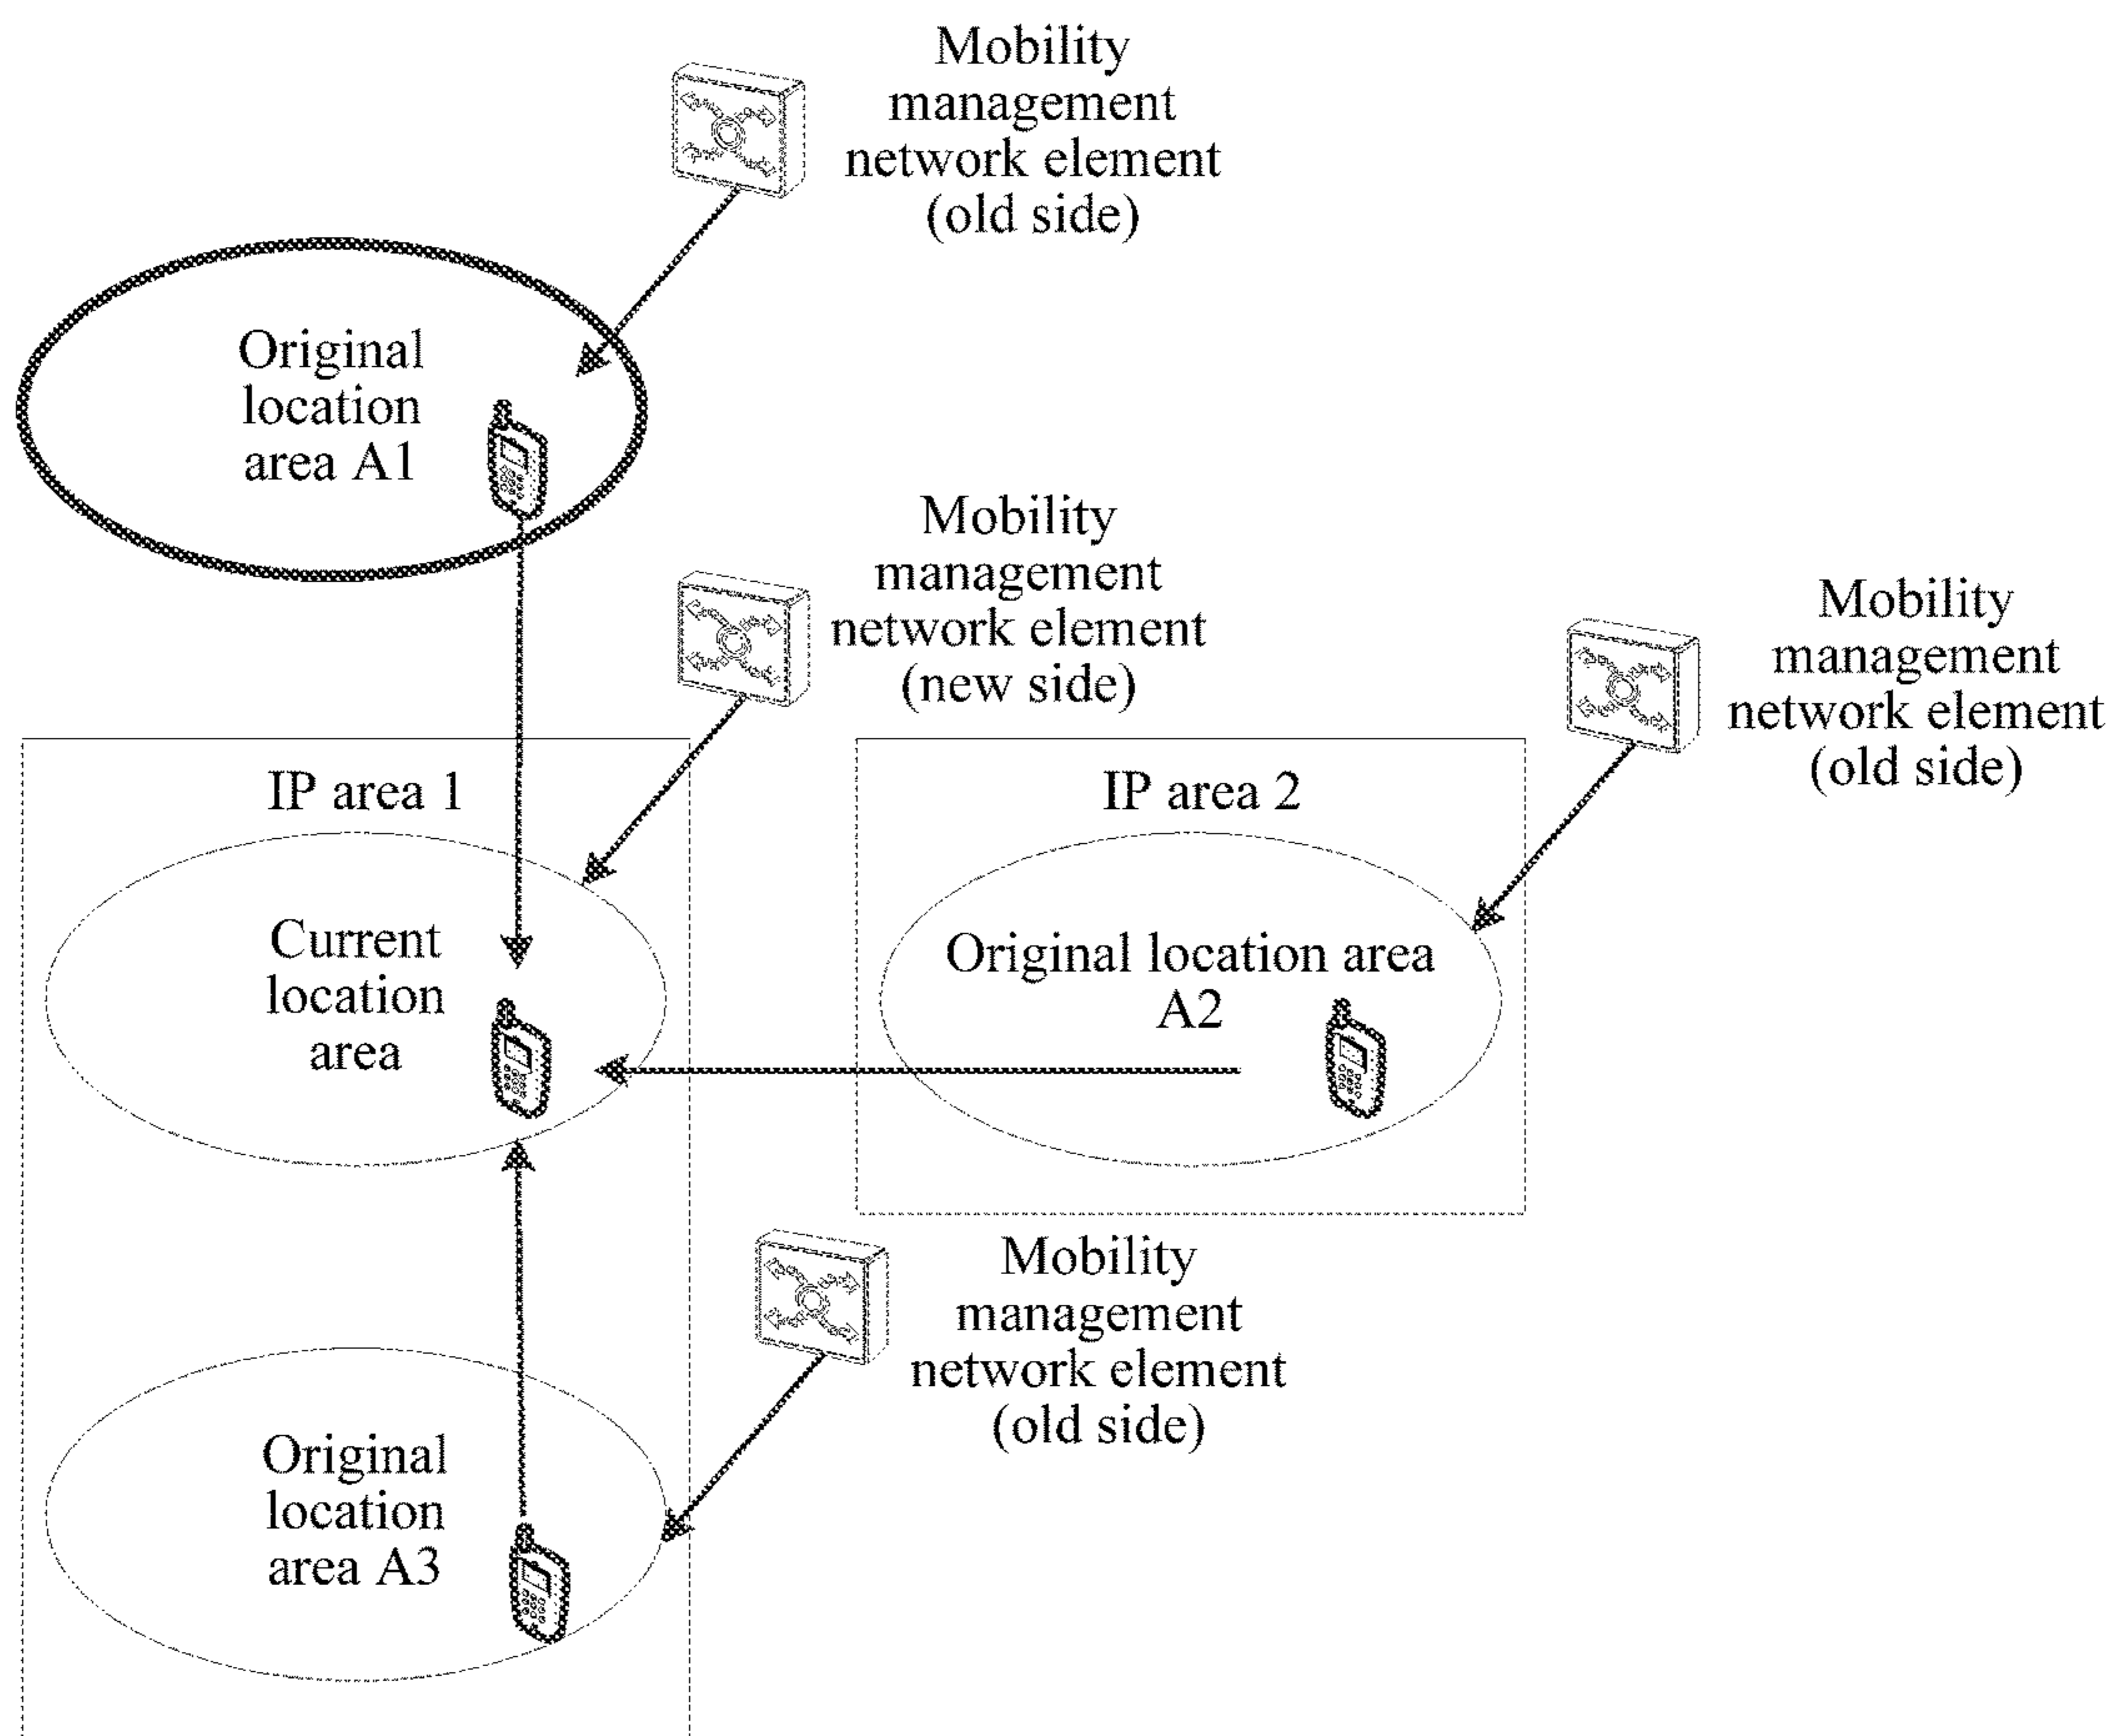 Mobility
management
network element
(old side)
Original
location
area A1
Mobility
management
network element
(new side)
Mobility
management
network element
(old side)
IP area 1
IP area 2
Current
location
area
Original location area
A2
Mobility
management
network element
(old side)
Original
location
area A3